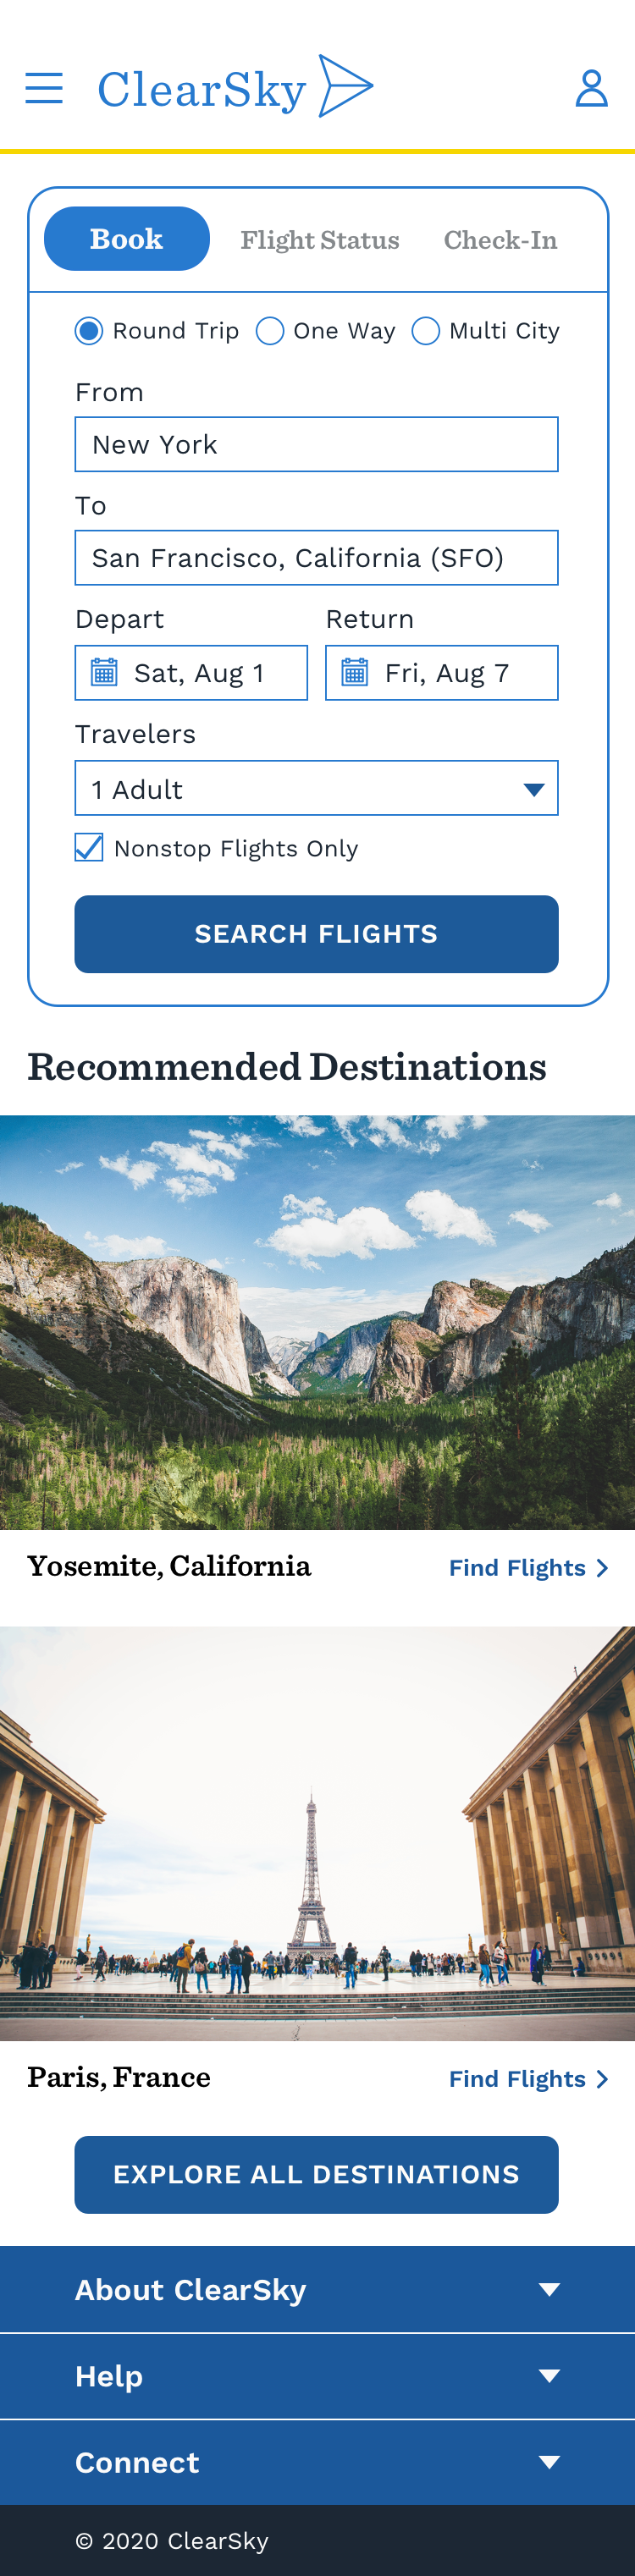 ClearSky
Book Flight Status Check-In
Round Trip One Way Multi City
From
New York
To
San Francisco, California (SFO)
Depart Return
Sat, Aug 1 Fri, Aug 7
Travelers
1 Adult
Nonstop Flights Only
SEARCH FLIGHTS
Recommended Destinations
Yosemite, California Find Flights
Paris, France Find Flights
EXPLORE ALL DESTINATIONS
About ClearSky
Help
Connect
© 2020 ClearSky